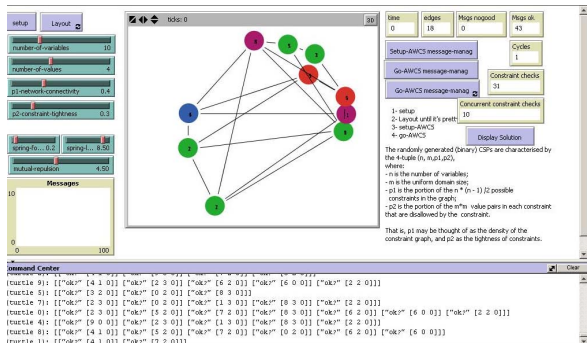 setup
Layout
ticks: 0
3D
time
0
edges
18
Msgs nogood
0
Msgs ok
43
number-of-variables 10
number-of-values 4
p1-network-connectivity 0.4
p2-constraint-tightness 0.3
spring-fo... 0.2
spring-l... 8.50
mutual-repulsion 4.50
Messages
10
0
0 100
Setup-AWCS message-manag
Go-AWCS message-manag
Go-AWCS message-manag
Cycles
1
Constraint checks
31
Concurrent constraint checks
10
1- setup
2- Layout until it's prett
3- setup-AWCS
4- go-AWCS
Display Solution
The randomly generated (binary) CSPs are characterised by
the 4-tuple (n, m,p1,p2),
where:
- n is the number of variables;
- m is the uniform domain size;
- p1 is the portion of the n * (n - 1) /2 possible
constraints in the graph;
- p2 is the portion of the m*m value pairs in each constraint
that are disallowed by the constraint.
That is, p1 may be thought of as the density of the
constraint graph, and p2 as the tightness of constraints.
Command Center
Clear
(turtle 9): [["ok?" [4 1 0]] ["ok?" [2 3 0]] ["ok?" [6 2 0]] ["ok?" [6 0 0]] ["ok?" [2 2 0]]]
(turtle 5): [["ok?" [3 2 0]] ["ok?" [0 2 0]] ["ok?" [8 3 0]]]
(turtle 7): [["ok?" [2 3 0]] ["ok?" [0 2 0]] ["ok?" [1 3 0]] ["ok?" [8 3 0]] ["ok?" [2 2 0]]]
(turtle 0): [["ok?" [2 3 0]] ["ok?" [5 2 0]] ["ok?" [7 2 0]] ["ok?" [8 3 0]] ["ok?" [6 2 0]] ["ok?" [6 0 0]] ["ok?" [2 2 0]]]
(turtle 4): [["ok?" [9 0 0]] ["ok?" [2 3 0]] ["ok?" [1 3 0]] ["ok?" [8 3 0]] ["ok?" [2 2 0]]]
(turtle 8): [["ok?" [4 1 0]] ["ok?" [5 2 0]] ["ok?" [7 2 0]] ["ok?" [0 2 0]] ["ok?" [6 2 0]] ["ok?" [6 0 0]]]
(turtle 1): [["ok?" [4 1 0]] ["ok?" [7 2 0]]]